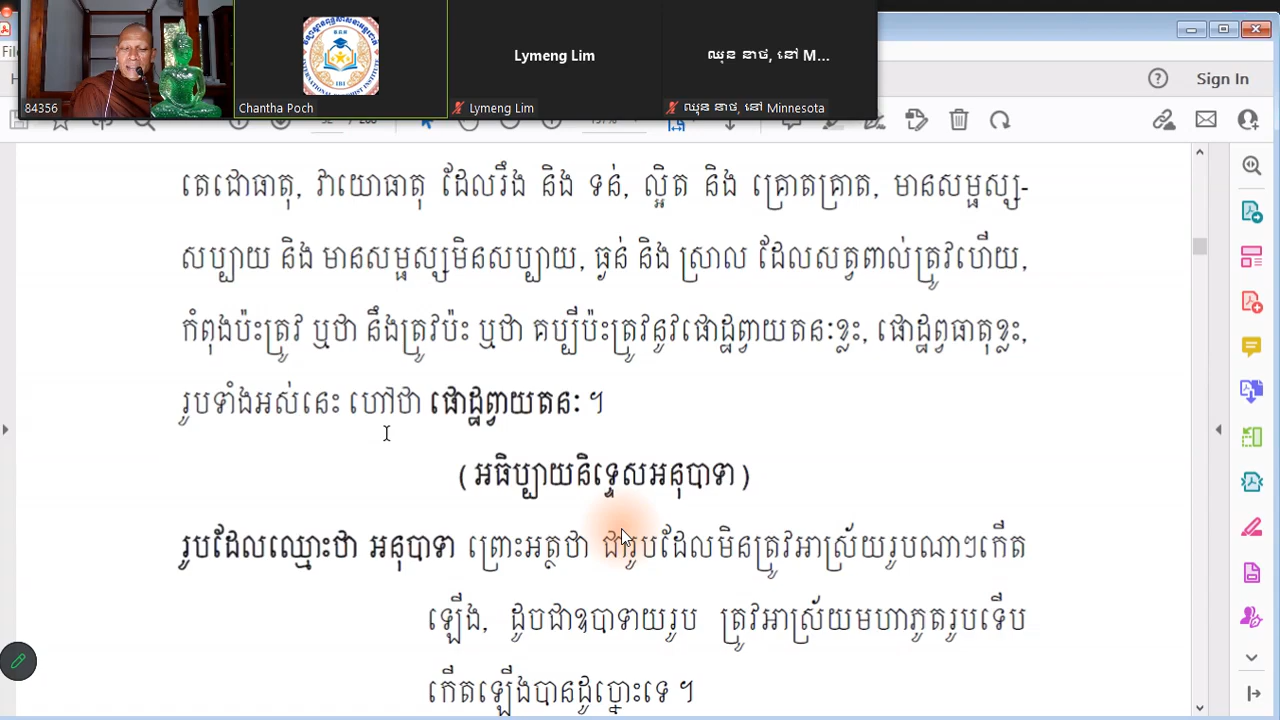 Lymeng Lim
ឈុន នាថ, នៅ M...
84356
Chantha Poch
Lymeng Lim
ឈុន នាថ, នៅ Minnesota
Sign In
តេជោធាតុ, វាយោធាតុ ដែលរឹង និង ទន់, ល្អិត និង គ្រោតគ្រាត, មានសម្ផស្ស-
សប្បាយ និង មានសម្ផស្សមិនសប្បាយ, ធ្ងន់ និង ស្រាល ដែលសត្វពាល់ត្រូវហើយ,
កំពុងប៉ះត្រូវ ឬថា នឹងត្រូវប៉ះ ឬថា គប្បីប៉ះត្រូវនូវផោដ្ឋព្វាយតនៈខ្លះ, ផោដ្ឋព្វធាតុខ្លះ,
រូបទាំងអស់នេះ ហៅថា ផោដ្ឋព្វាយតនៈ ។
( អធិប្បាយនិទ្ទេសអនុបាទា )
រូបដែលឈ្មោះថា អនុបាទា ព្រោះអត្ថថា ជារូបដែលមិនត្រូវអាស្រ័យរូបណាៗកើត
ឡើង, ដូចជាឧបាទាយរូប ត្រូវអាស្រ័យមហាភូតរូបទើប
កើតឡើងបានដូច្នោះទេ ។